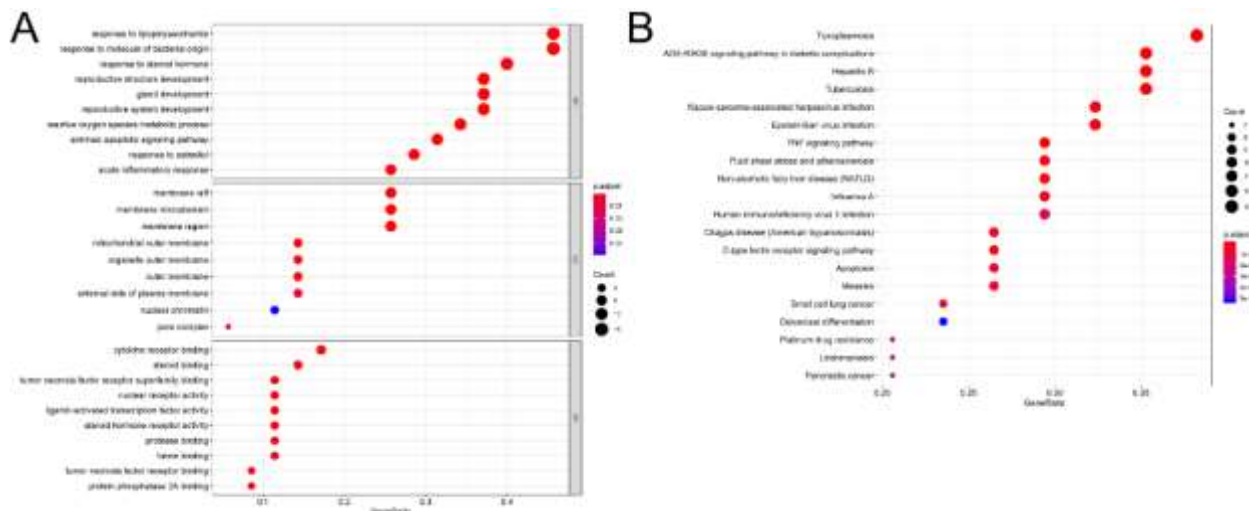 A
response to lipopolysaccharide
response to molecule of bacterial origin
response to steroid hormone
reproductive structure development
gland development
reproductive system development
reactive oxygen species metabolic process
extrinsic apoptotic signaling pathway
response to estradiol
acute inflammatory response
membrane raft
membrane microdomain
membrane region
mitochondrial outer membrane
organelle outer membrane
outer membrane
external side of plasma membrane
nuclear chromatin
pore complex
cytokine receptor binding
steroid binding
tumor necrosis factor receptor superfamily binding
nuclear receptor activity
ligand-activated transcription factor activity
steroid hormone receptor activity
protease binding
heme binding
tumor necrosis factor receptor binding
protein phosphatase 2A binding
0.1 0.2 0.3 0.4
GeneRatio
p.adjust
Count
B
Toxoplasmosis
AGE-RAGE signaling pathway in diabetic complications
Hepatitis B
Tuberculosis
Kaposi sarcoma-associated herpesvirus infection
Epstein-Barr virus infection
TNF signaling pathway
Fluid shear stress and atherosclerosis
Non-alcoholic fatty liver disease (NAFLD)
Influenza A
Human immunodeficiency virus 1 infection
Chagas disease (American trypanosomiasis)
C-type lectin receptor signaling pathway
Apoptosis
Measles
Small cell lung cancer
Osteoclast differentiation
Platinum drug resistance
Leishmaniasis
Pancreatic cancer
0.20 0.25 0.30 0.35
GeneRatio
Count
p.adjust